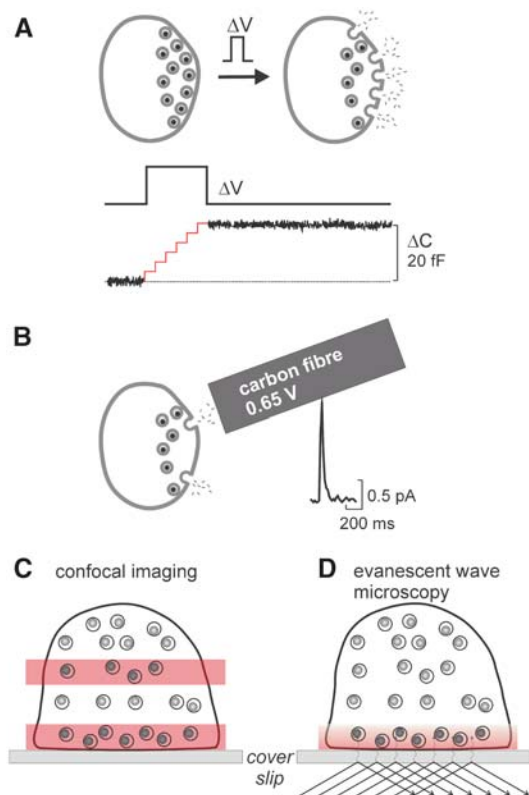 A
ΔV
ΔV
ΔC
20 fF
B
carbon fibre
0.65 V
0.5 pA
200 ms
C
confocal imaging
D
evanescent wave
microscopy
cover
slip